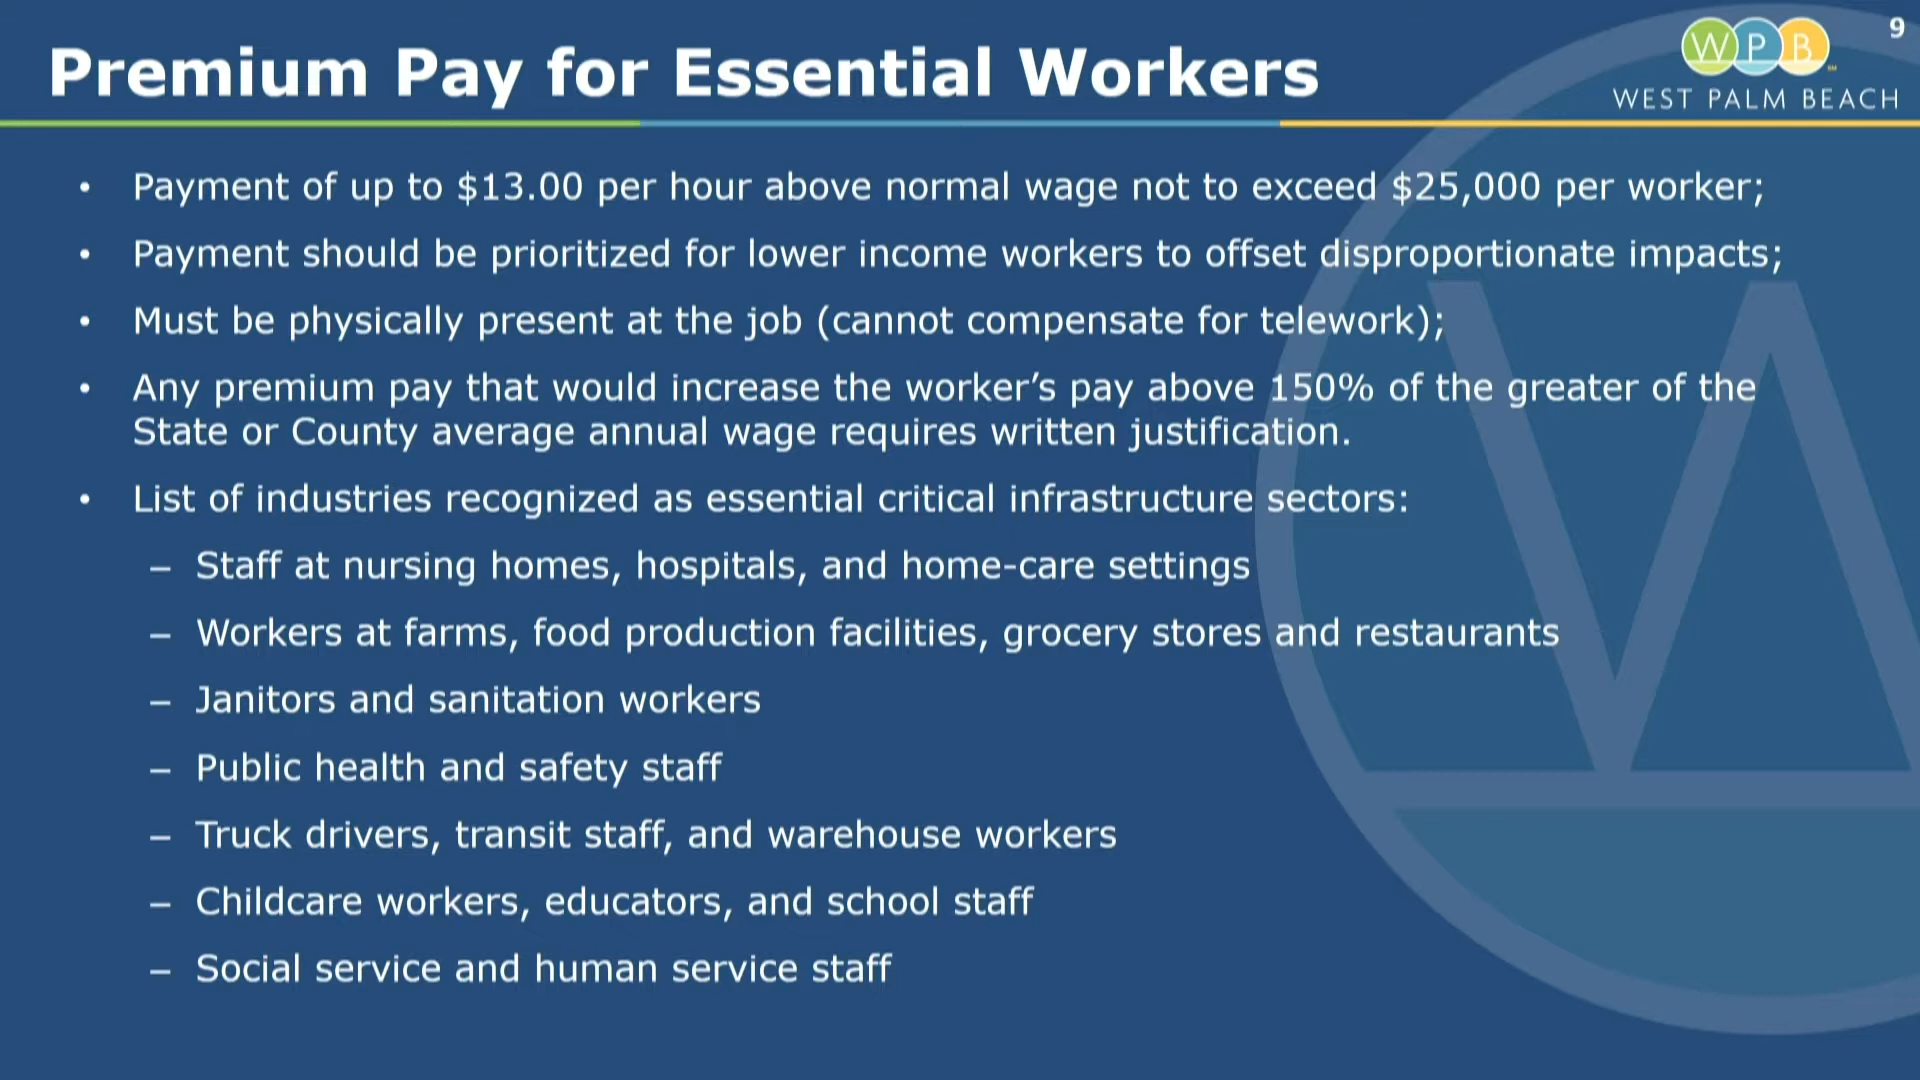 Premium Pay for Essential Workers
W P B
WEST PALM BEACH
9
• Payment of up to $13.00 per hour above normal wage not to exceed $25,000 per worker;
• Payment should be prioritized for lower income workers to offset disproportionate impacts;
• Must be physically present at the job (cannot compensate for telework);
• Any premium pay that would increase the worker’s pay above 150% of the greater of the
State or County average annual wage requires written justification.
• List of industries recognized as essential critical infrastructure sectors:
– Staff at nursing homes, hospitals, and home-care settings
– Workers at farms, food production facilities, grocery stores and restaurants
– Janitors and sanitation workers
– Public health and safety staff
– Truck drivers, transit staff, and warehouse workers
– Childcare workers, educators, and school staff
– Social service and human service staff